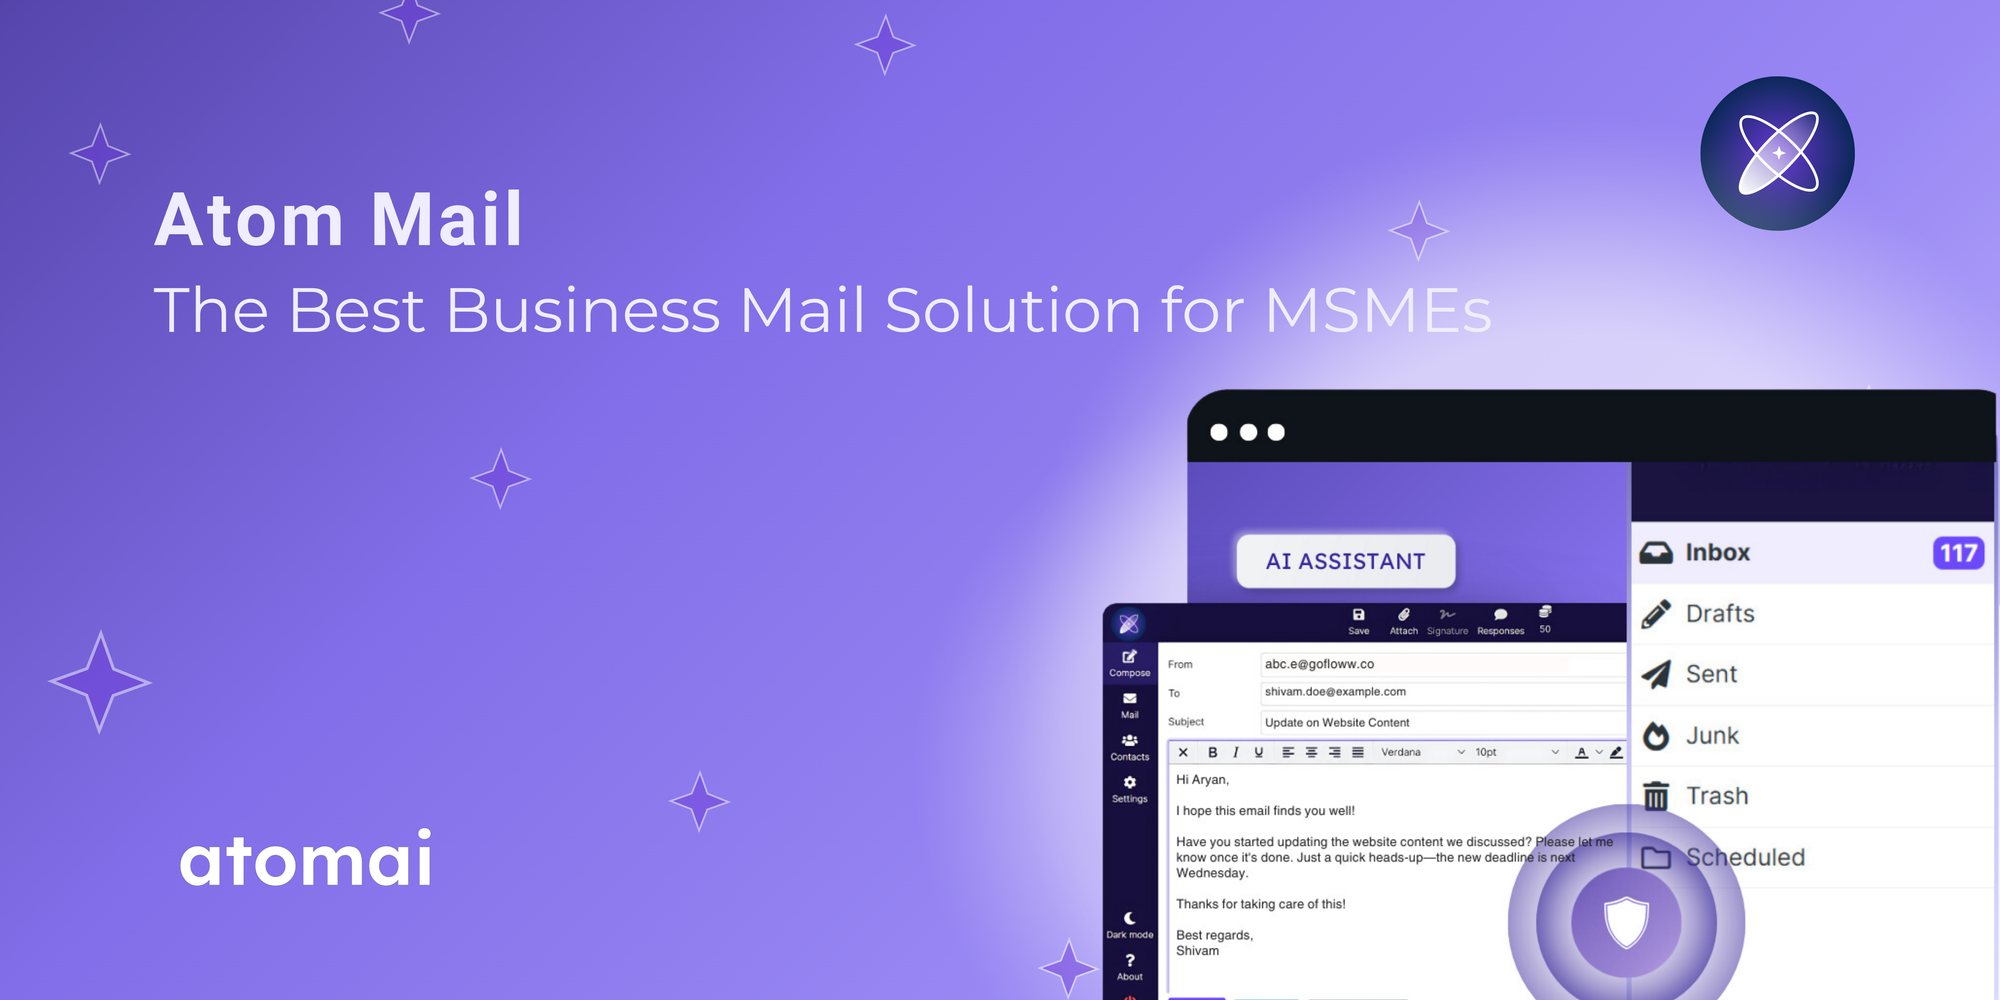 Atom Mail
The Best Business Mail Solution for MSMEs
AI ASSISTANT
Save
Attach
Signature
Responses
50
Compose
Mail
Contacts
Settings
Dark mode
About
From
abc.e@gofloww.co
To
shivam.doe@example.com
Subject
Update on Website Content
Verdana
10pt
Hi Aryan,
I hope this email finds you well!
Have you started updating the website content we discussed? Please let me
know once it's done. Just a quick heads-up—the new deadline is next
Wednesday.
Thanks for taking care of this!
Best regards,
Shivam
Inbox
117
Drafts
Sent
Junk
Trash
Scheduled
atomai